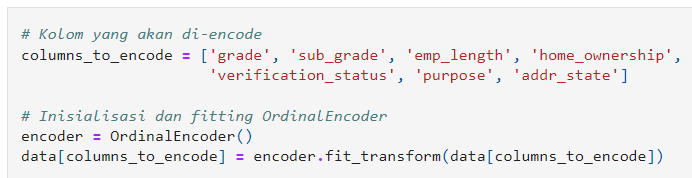 # Kolom yang akan di-encode
columns_to_encode = ['grade', 'sub_grade', 'emp_length', 'home_ownership',
'verification_status', 'purpose', 'addr_state']
# Inisialisasi dan fitting OrdinalEncoder
encoder = OrdinalEncoder()
data[columns_to_encode] = encoder.fit_transform(data[columns_to_encode])